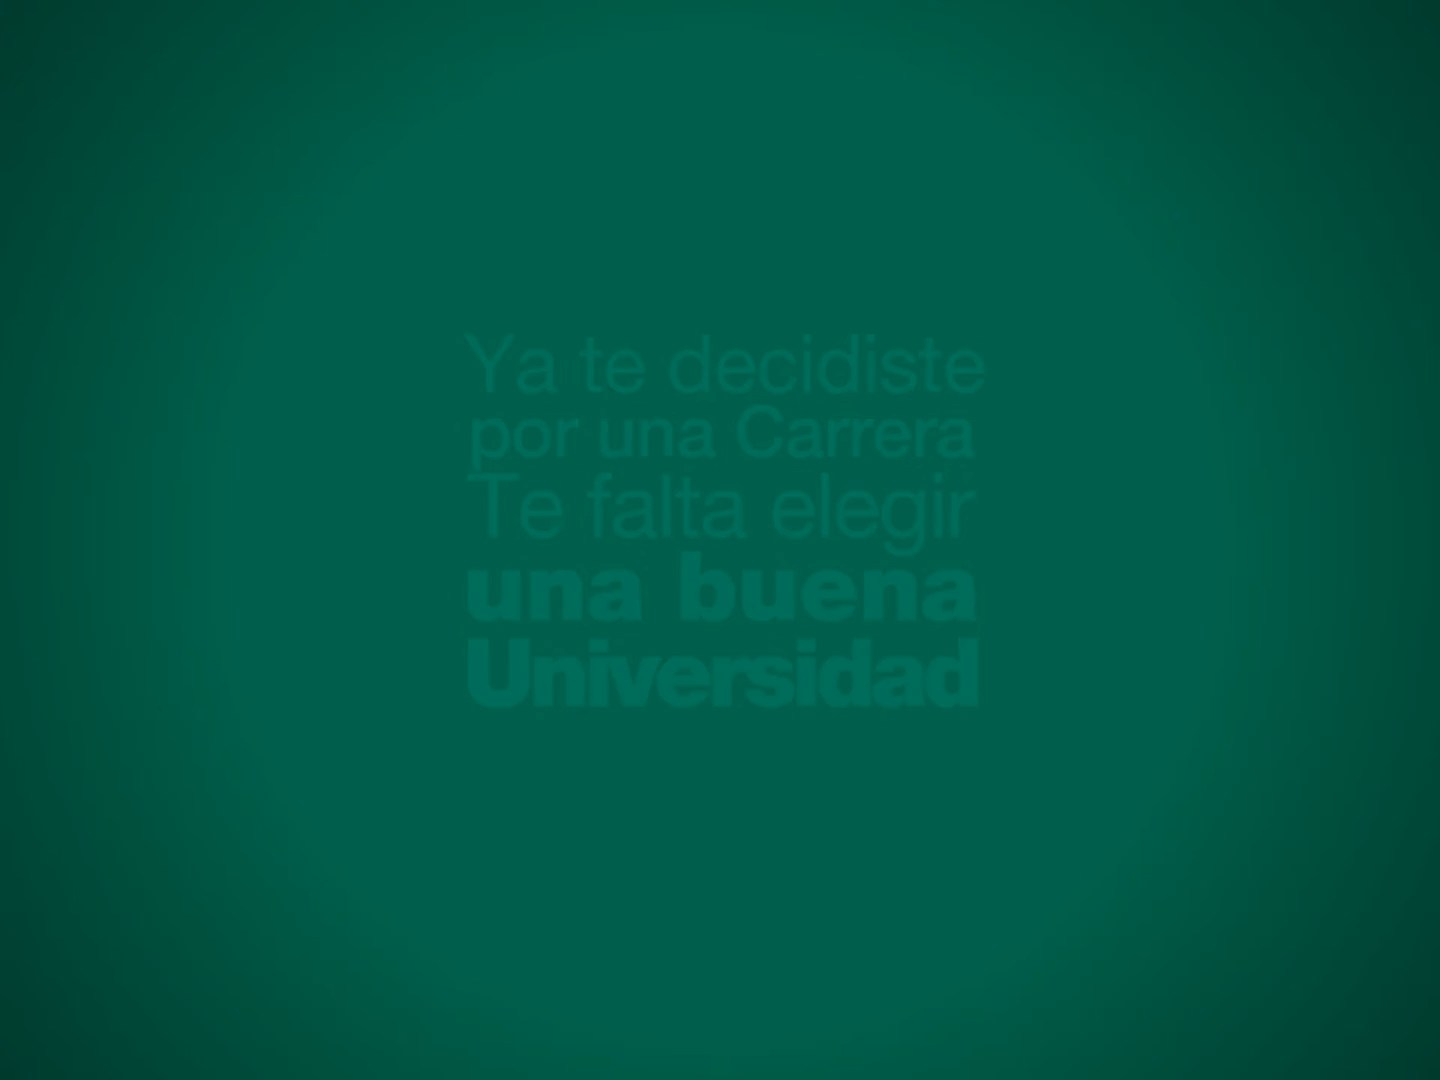 Ya te decidiste
por una Carrera
Te falta elegir
una buena
Universidad